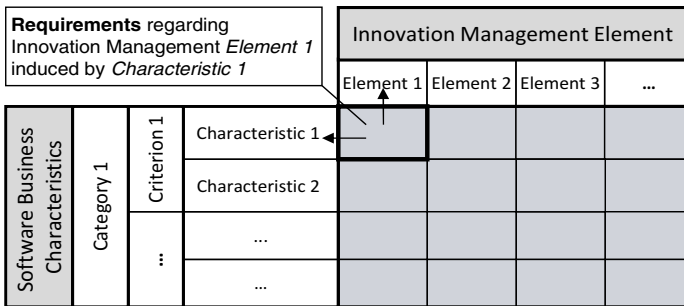 Requirements regarding
Innovation Management Element 1
induced by Characteristic 1
Innovation Management Element
Element 1 Element 2 Element 3 ...
Software Business
Characteristics
Category 1
Criterion 1
Characteristic 1
Characteristic 2
...
...
...